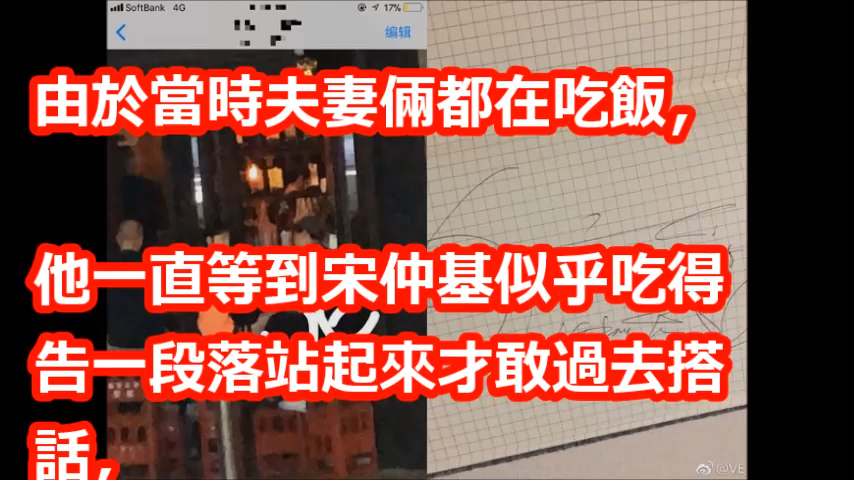 SoftBank 4G 17%
编辑
由於當時夫妻倆都在吃飯,
他一直等到宋仲基似乎吃得
告一段落站起來才敢過去搭
話,
@VE